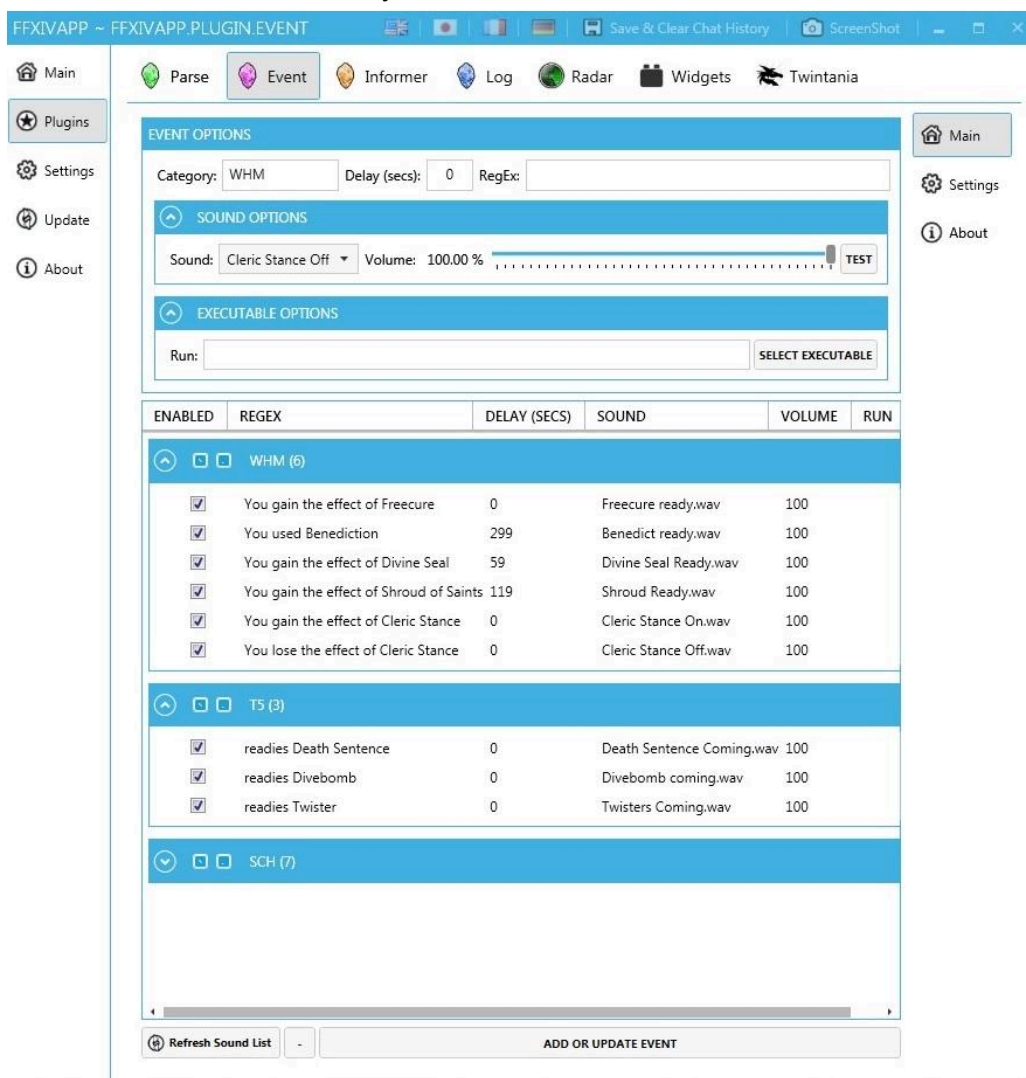 FFXIVAPP ~ FFXIVAPP.PLUGIN.EVENT Save & Clear Chat History ScreenShot
Main Parse Event Informer Log Radar Widgets Twintania
Plugins
Settings
Update
About
EVENT OPTIONS
Category: WHM Delay (secs): 0 RegEx:
SOUND OPTIONS
Sound: Cleric Stance Off Volume: 100.00 % TEST
EXECUTABLE OPTIONS
Run: SELECT EXECUTABLE
Main
Settings
About
ENABLED REGEX DELAY (SECS) SOUND VOLUME RUN
WHM (6)
You gain the effect of Freecure 0 Freecure ready.wav 100
You used Benediction 299 Benedict ready.wav 100
You gain the effect of Divine Seal 59 Divine Seal Ready.wav 100
You gain the effect of Shroud of Saints 119 Shroud Ready.wav 100
You gain the effect of Cleric Stance 0 Cleric Stance On.wav 100
You lose the effect of Cleric Stance 0 Cleric Stance Off.wav 100
T5 (3)
readies Death Sentence 0 Death Sentence Coming.wav 100
readies Divebomb 0 Divebomb coming.wav 100
readies Twister 0 Twisters Coming.wav 100
SCH (7)
Refresh Sound List - ADD OR UPDATE EVENT